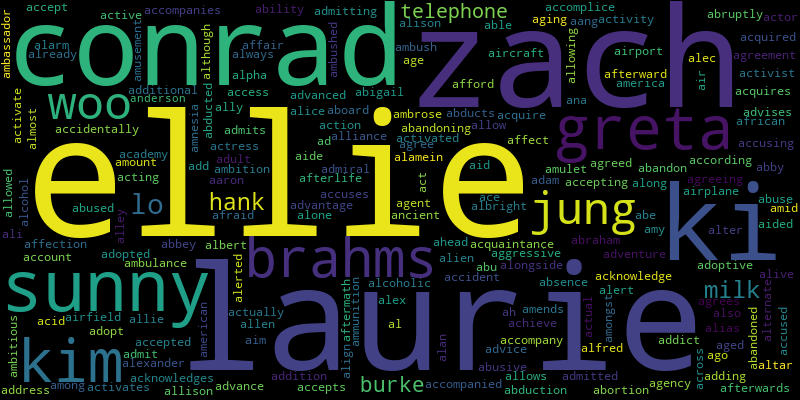 accept active accompanies ability admitting telephone accomplice abruptly actor
ambassador conrad zach alison able aging aang activity
alarm already amusement although affair always ambushed ambush aircraft allowing airport acquired agreement
alpha age afford afterward alec air activist
activate additional anderson access advanced abigail america acquires
woo abducted ally alice aboard ambrose abducts acquire ana advises
almost accidentally amnesia admits action alliance activated abandoning allow greta african
actress ad agree affect according accusing
academy adult aide admiral alamein aid agreed abandon abby
allowed amount add ambition afterlife act amulet agreeing
ellie acting aaron accuses adam accepting along airplane ki abuse
alcohol abused lo hank advantage agent ace albright jung abe amid
alley afraid alone ancient amy alter aided
ali affection abbey albert brahms ahead acquaintance abraham
account adopted ambulance alerted alien aggressive adventure adoptive
sunny abu alongside acknowledge alive
laurie accident absence alert milk alternate
ambitious airfield acid allie american actually aftermath ammunition alcoholic alex ah amends amongst agrees also abandoned accused
adopt allen al achieve actual alias
kim accepted aim align alan accompany addict aged
admit alexander advice alfred across ago altar
address among acknowledges addition burke abusive adding
activates allison advance accepts accompanied allows admitted agency afterwards
abduction abortion